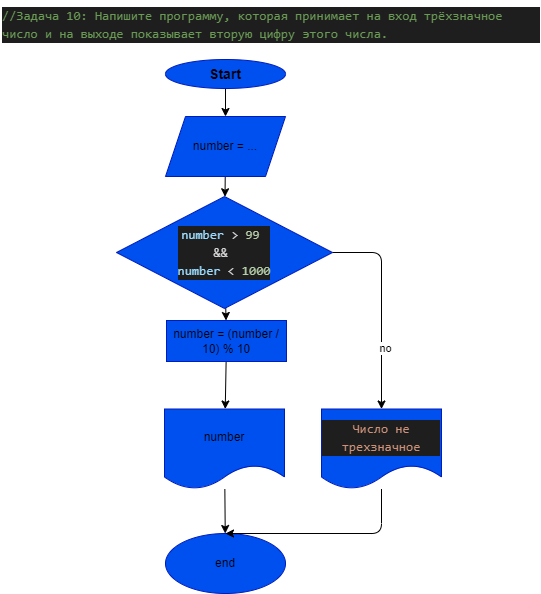 //Задача 10: Напишите программу, которая принимает на вход трёхзначное
число и на выходе показывает вторую цифру этого числа.
Start
number = ...
number > 99
&&
number < 1000
number = (number /
10) % 10
no
number
Число не
трехзначное
end